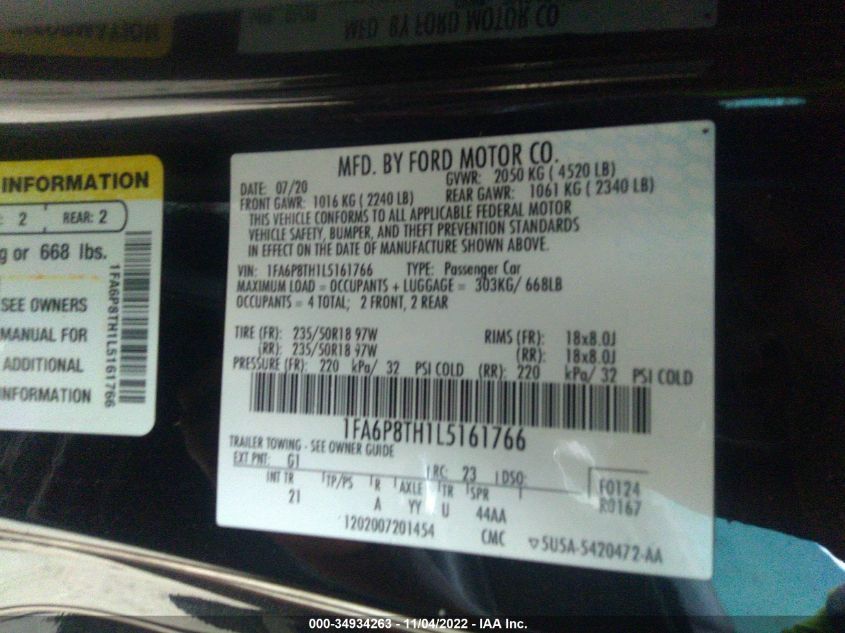 MFD. BY FORD MOTOR CO
INFORMATION
2 REAR: 2
g or 668 lbs.
SEE OWNERS
MANUAL FOR
ADDITIONAL
INFORMATION
1FA6P8TH1L5161766
MFD. BY FORD MOTOR CO.
DATE: 07/20 GVWR: 2050 KG ( 4520 LB)
FRONT GAWR: 1016 KG ( 2240 LB) REAR GAWR: 1061 KG ( 2340 LB)
THIS VEHICLE CONFORMS TO ALL APPLICABLE FEDERAL MOTOR
VEHICLE SAFETY, BUMPER, AND THEFT PREVENTION STANDARDS
IN EFFECT ON THE DATE OF MANUFACTURE SHOWN ABOVE.
VIN: 1FA6P8TH1L5161766 TYPE: Passenger Car
MAXIMUM LOAD = OCCUPANTS + LUGGAGE = 303KG/ 668LB
OCCUPANTS = 4 TOTAL; 2 FRONT, 2 REAR
TIRE (FR): 235/50R18 97W RIMS (FR): 18x8.0J
(RR): 235/50R18 97W (RR): 18x8.0J
PRESSURE (FR): 220 kPa/ 32 PSI COLD (RR): 220 kPa/ 32 PSI COLD
1FA6P8TH1L5161766
TRAILER TOWING - SEE OWNER GUIDE
EXT PNT: G1 RC: 23 DSO:
INT TR TP/PS R AXLE TR SPR F0124
21 A YY U 44AA R0167
1202007201454 CMC ▽5U5A-5420472-AA
000-34934263 - 11/04/2022 - IAA Inc.